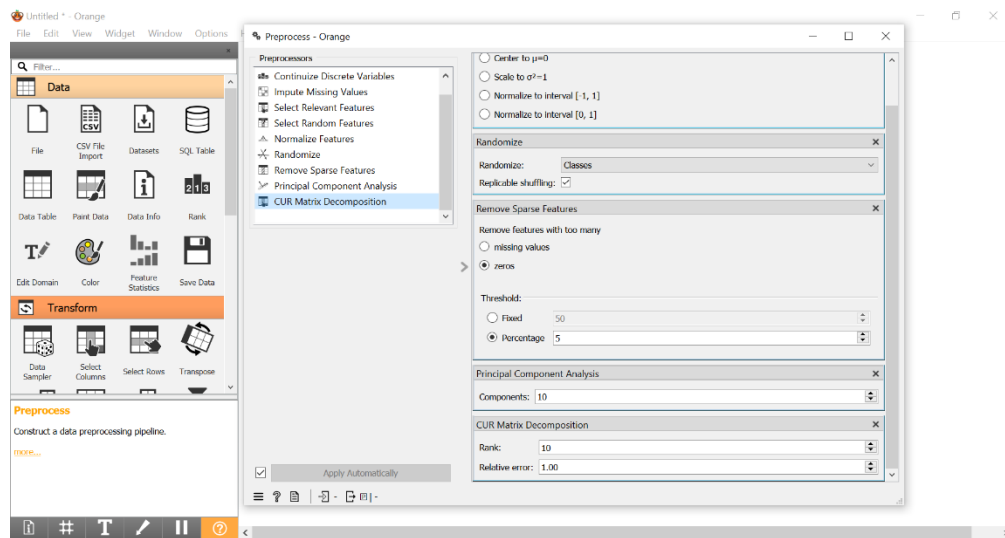 Untitled * - Orange
File Edit View Widget Window Options
Filter...
Data
File
CSV File Import
Datasets
SQL Table
Data Table
Paint Data
Data Info
Rank
Edit Domain
Color
Feature Statistics
Save Data
Transform
Data Sampler
Select Columns
Select Rows
Transpose
Preprocess
Construct a data preprocessing pipeline.
more...
Preprocess - Orange
Preprocessors
Continuize Discrete Variables
Impute Missing Values
Select Relevant Features
Select Random Features
Normalize Features
Randomize
Remove Sparse Features
Principal Component Analysis
CUR Matrix Decomposition
Apply Automatically
Center to μ=0
Scale to σ²=1
Normalize to interval [-1, 1]
Normalize to interval [0, 1]
Randomize
Randomize: Classes
Replicable shuffling:
Remove Sparse Features
Remove features with too many
missing values
zeros
Threshold:
Fixed 50
Percentage 5
Principal Component Analysis
Components: 10
CUR Matrix Decomposition
Rank: 10
Relative error: 1.00